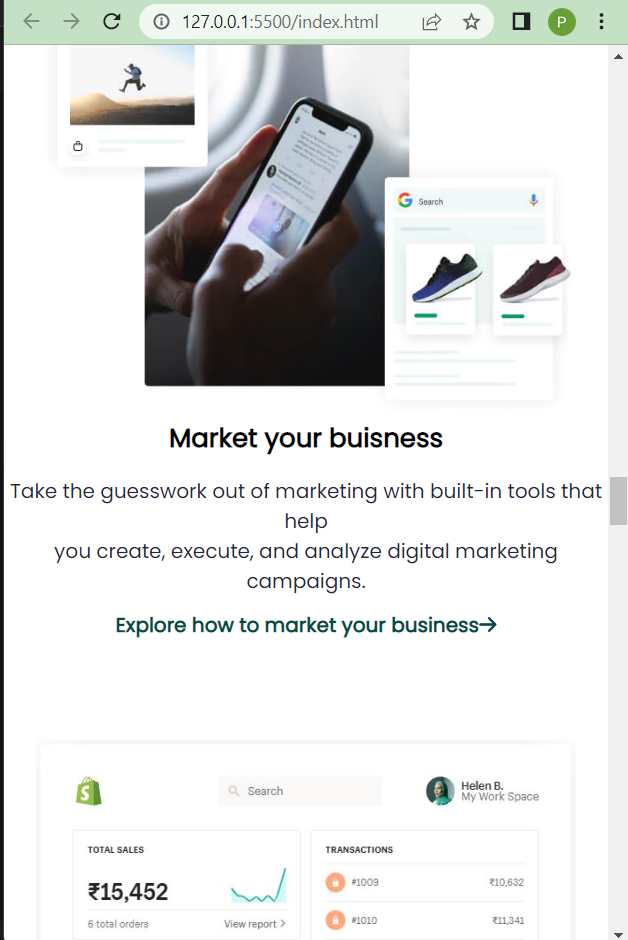 127.0.0.1:5500/index.html
P
Search
Market your buisness
Take the guesswork out of marketing with built-in tools that
help
you create, execute, and analyze digital marketing
campaigns.
Explore how to market your business→
Search
Helen B.
My Work Space
TOTAL SALES
₹15,452
6 total orders
View report >
TRANSACTIONS
#1009 ₹10,632
#1010 ₹11,341